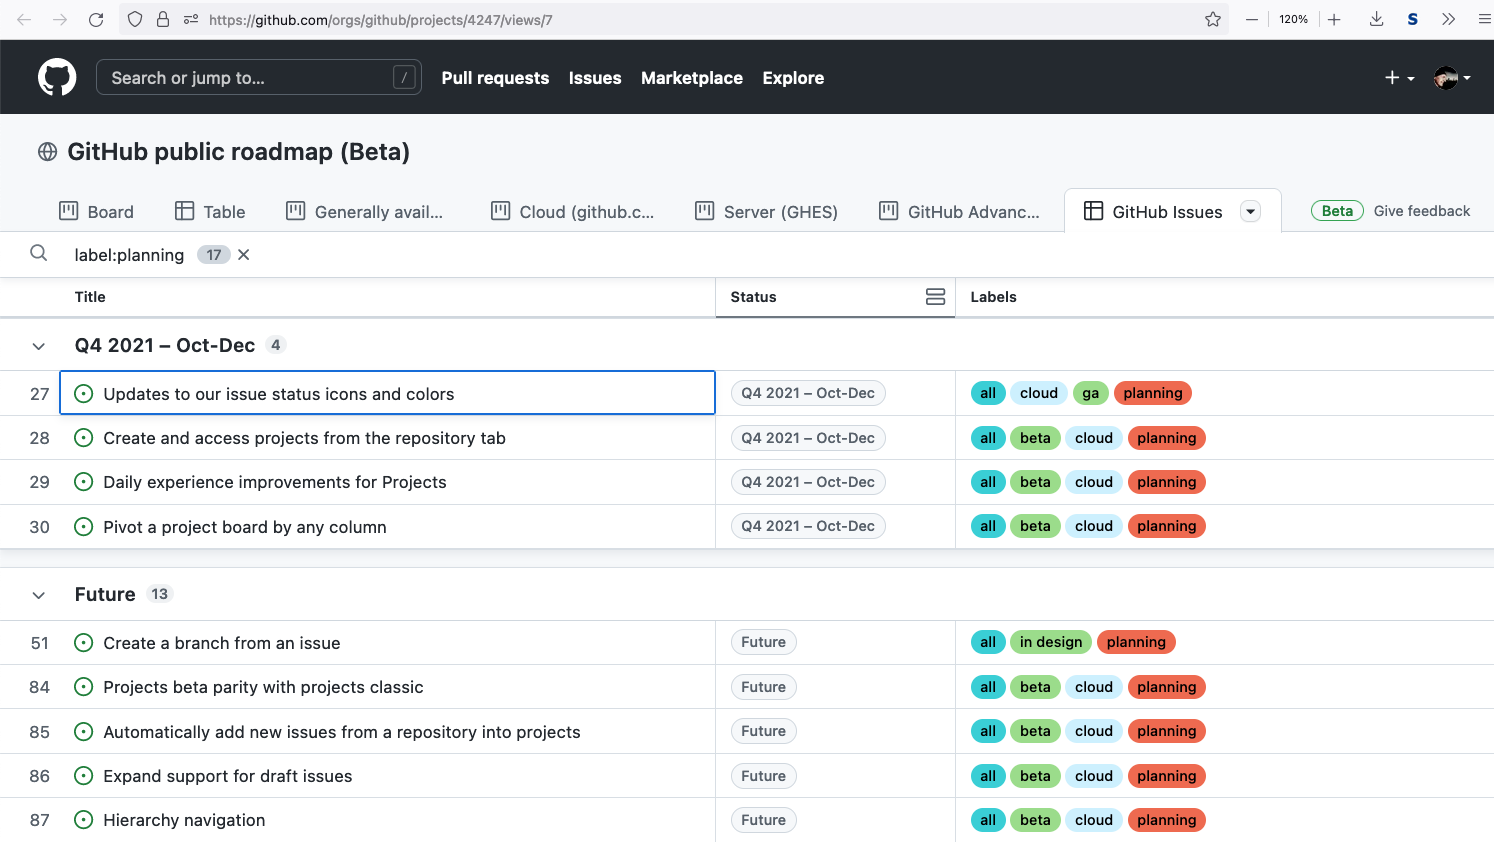 https://github.com/orgs/github/projects/4247/views/7 120% S
Search or jump to... / Pull requests Issues Marketplace Explore
GitHub public roadmap (Beta)
Board Table Generally avail... Cloud (github.c... Server (GHES) GitHub Advanc... GitHub Issues Beta Give feedback
label:planning 17
Title Status Labels
Q4 2021 – Oct-Dec 4
27 Updates to our issue status icons and colors Q4 2021 – Oct-Dec all cloud ga planning
28 Create and access projects from the repository tab Q4 2021 – Oct-Dec all beta cloud planning
29 Daily experience improvements for Projects Q4 2021 – Oct-Dec all beta cloud planning
30 Pivot a project board by any column Q4 2021 – Oct-Dec all beta cloud planning
Future 13
51 Create a branch from an issue Future all in design planning
84 Projects beta parity with projects classic Future all beta cloud planning
85 Automatically add new issues from a repository into projects Future all beta cloud planning
86 Expand support for draft issues Future all beta cloud planning
87 Hierarchy navigation Future all beta cloud planning